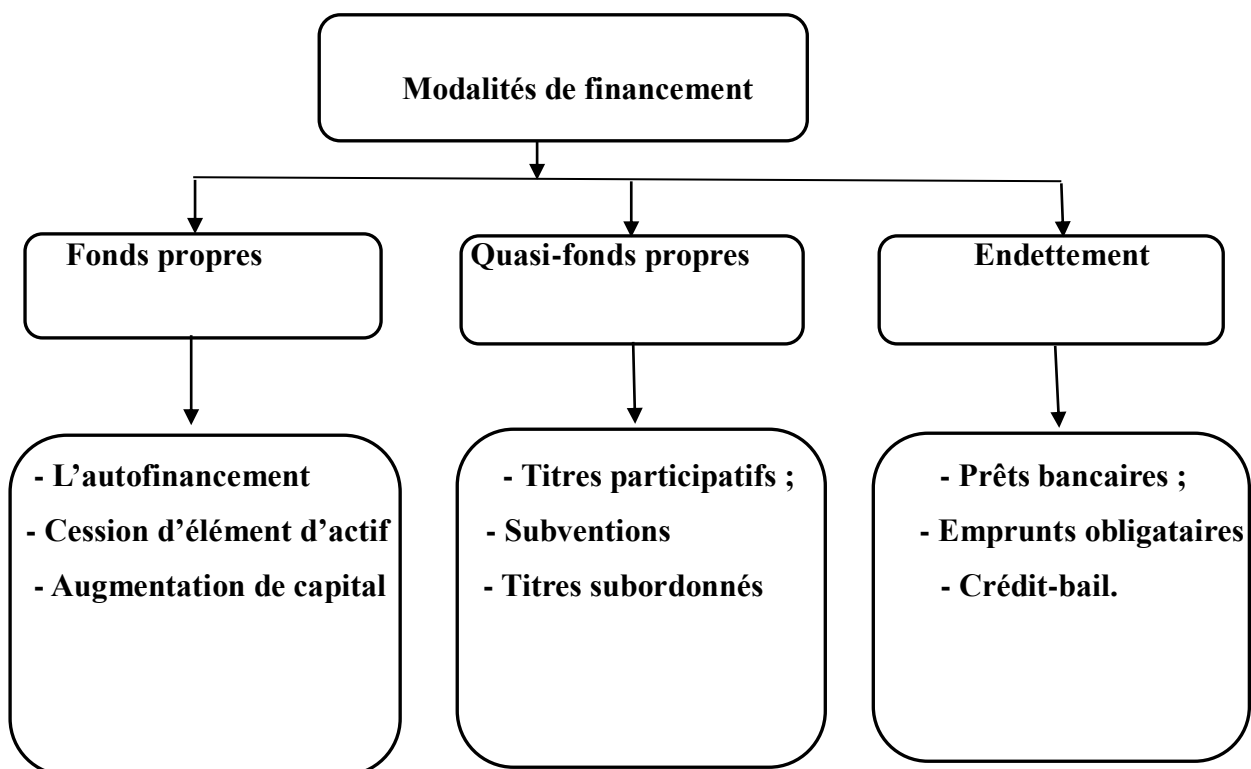 Modalités de financement
Fonds propres
Quasi-fonds propres
Endettement
- L’autofinancement
- Cession d’élément d’actif
- Augmentation de capital
- Titres participatifs ;
- Subventions
- Titres subordonnés
- Prêts bancaires ;
- Emprunts obligataires
- Crédit-bail.